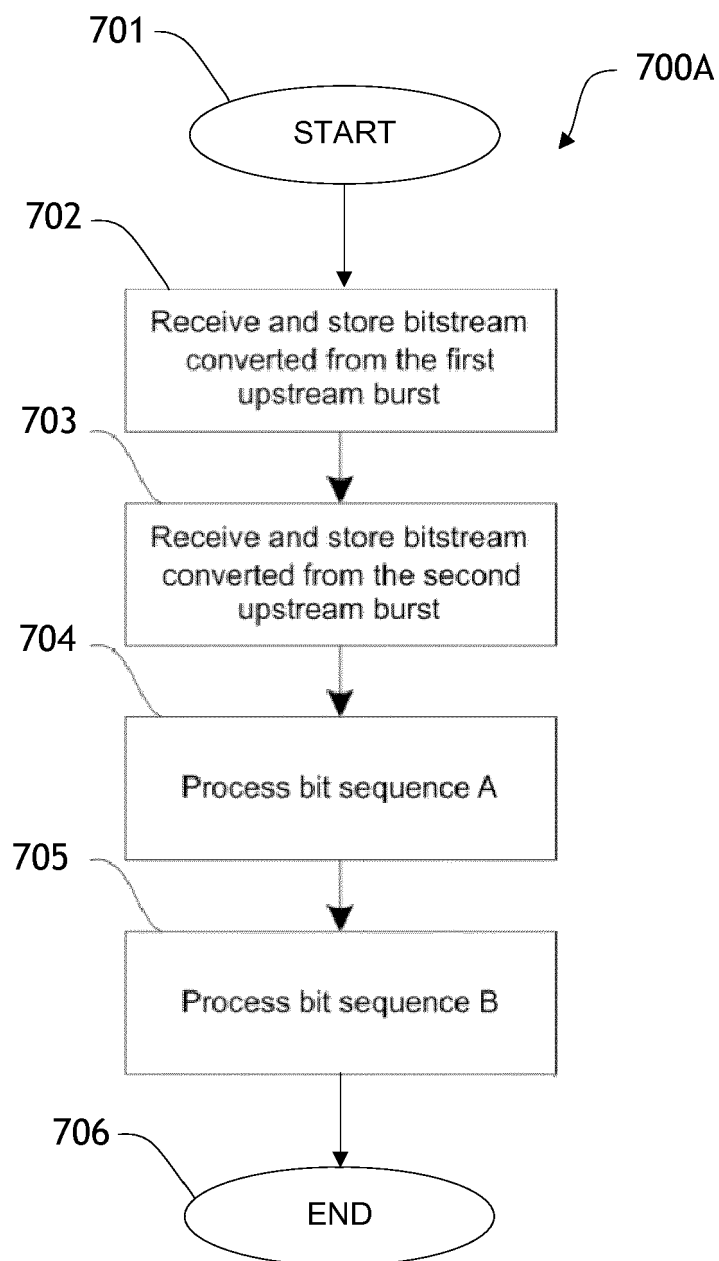 701
700A
START
702
Receive and store bitstream
converted from the first
upstream burst
703
Receive and store bitstream
converted from the second
upstream burst
704
Process bit sequence A
705
Process bit sequence B
706
END